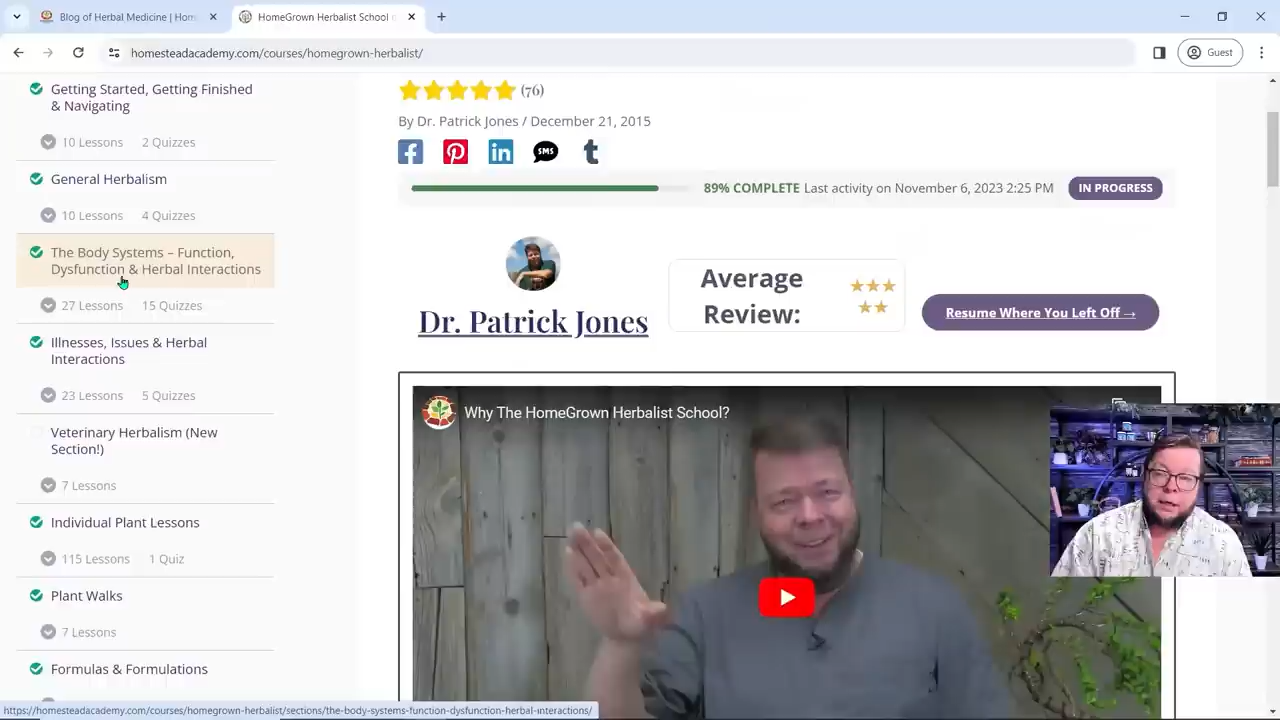 Blog of Herbal Medicine | Home
HomeGrown Herbalist School
homesteadacademy.com/courses/homegrown-herbalist/
Guest
Getting Started, Getting Finished
& Navigating
10 Lessons 2 Quizzes
General Herbalism
10 Lessons 4 Quizzes
The Body Systems – Function,
Dysfunction & Herbal Interactions
27 Lessons 15 Quizzes
Illnesses, Issues & Herbal
Interactions
23 Lessons 5 Quizzes
Veterinary Herbalism (New
Section!)
7 Lessons
Individual Plant Lessons
115 Lessons 1 Quiz
Plant Walks
7 Lessons
Formulas & Formulations
(76)
By Dr. Patrick Jones / December 21, 2015
SMS
89% COMPLETE Last activity on November 6, 2023 2:25 PM
IN PROGRESS
Dr. Patrick Jones
Average
Review:
Resume Where You Left Off →
Why The HomeGrown Herbalist School?
https://homesteadacademy.com/courses/homegrown-herbalist/sections/the-body-systems-function-dysfunction-herbal-interactions/